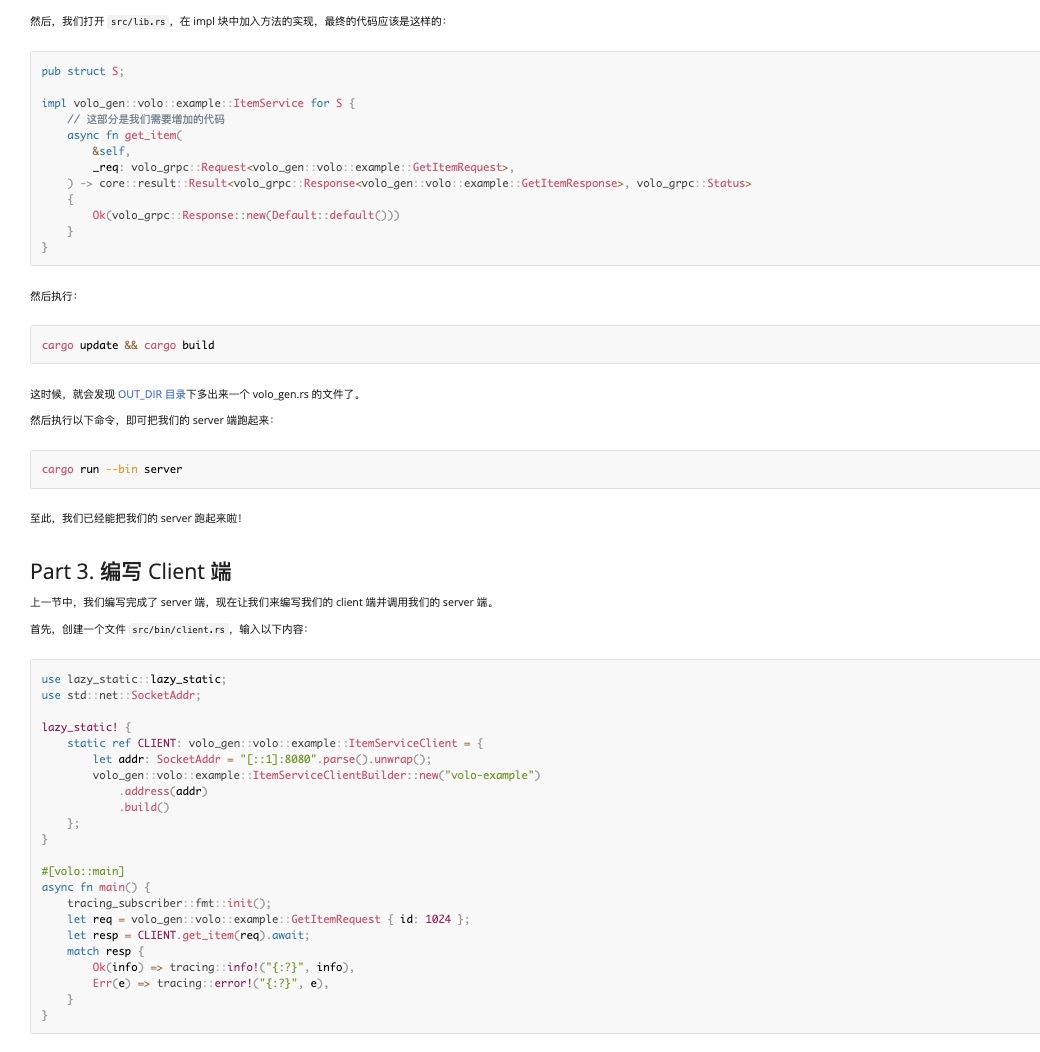 然后，我们打开 src/lib.rs，在 impl 块中加入方法的实现，最终的代码应该是这样的：
pub struct S;
impl volo_gen::volo::example::ItemService for S {
    // 这部分是我们需要增加的代码
    async fn get_item(
        &self,
        _req: volo_grpc::Request<volo_gen::volo::example::GetItemRequest>,
    ) -> core::result::Result<volo_grpc::Response<volo_gen::volo::example::GetItemResponse>, volo_grpc::Status>
    {
        Ok(volo_grpc::Response::new(Default::default()))
    }
}
然后执行：
cargo update && cargo build
这时候，就会发现 OUT_DIR 目录下多出来一个 volo_gen.rs 的文件了。
然后执行以下命令，即可把我们的 server 端跑起来：
cargo run --bin server
至此，我们已经能把我们的 server 跑起来啦！
Part 3. 编写 Client 端
上一节中，我们编写完成了 server 端，现在让我们来编写我们的 client 端并调用我们的 server 端。
首先，创建一个文件 src/bin/client.rs，输入以下内容：
use lazy_static::lazy_static;
use std::net::SocketAddr;
lazy_static! {
    static ref CLIENT: volo_gen::volo::example::ItemServiceClient = {
        let addr: SocketAddr = "[::1]:8080".parse().unwrap();
        volo_gen::volo::example::ItemServiceClientBuilder::new("volo-example")
            .address(addr)
            .build()
    };
}
#[volo::main]
async fn main() {
    tracing_subscriber::fmt::init();
    let req = volo_gen::volo::example::GetItemRequest { id: 1024 };
    let resp = CLIENT.get_item(req).await;
    match resp {
        Ok(info) => tracing::info!("{:?}", info),
        Err(e) => tracing::error!("{:?}", e),
    }
}